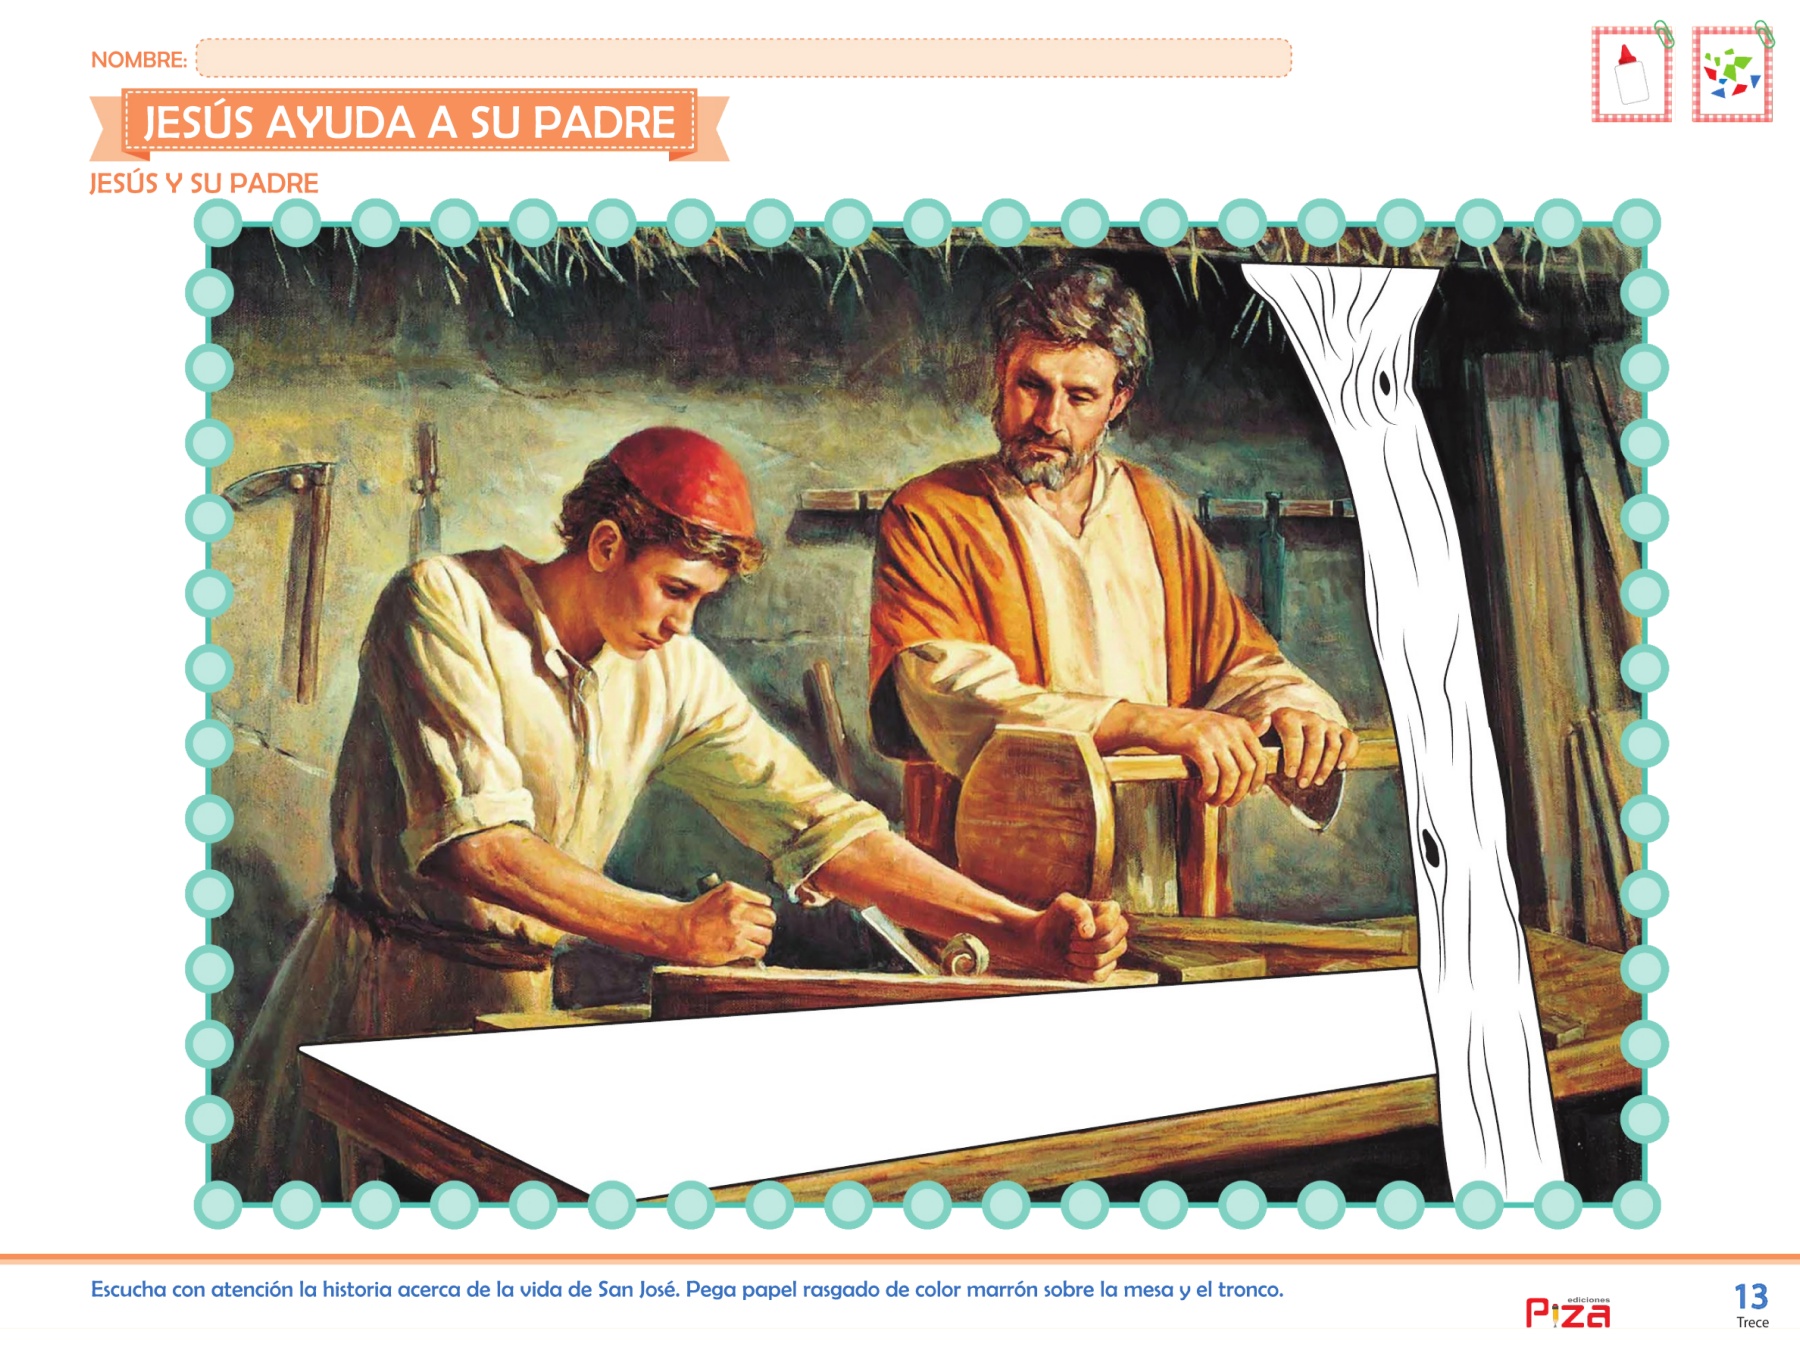 NOMBRE:
JESÚS AYUDA A SU PADRE
JESÚS Y SU PADRE
Escucha con atención la historia acerca de la vida de San José. Pega papel rasgado de color marrón sobre la mesa y el tronco.
ediciones
Piza
13
Trece